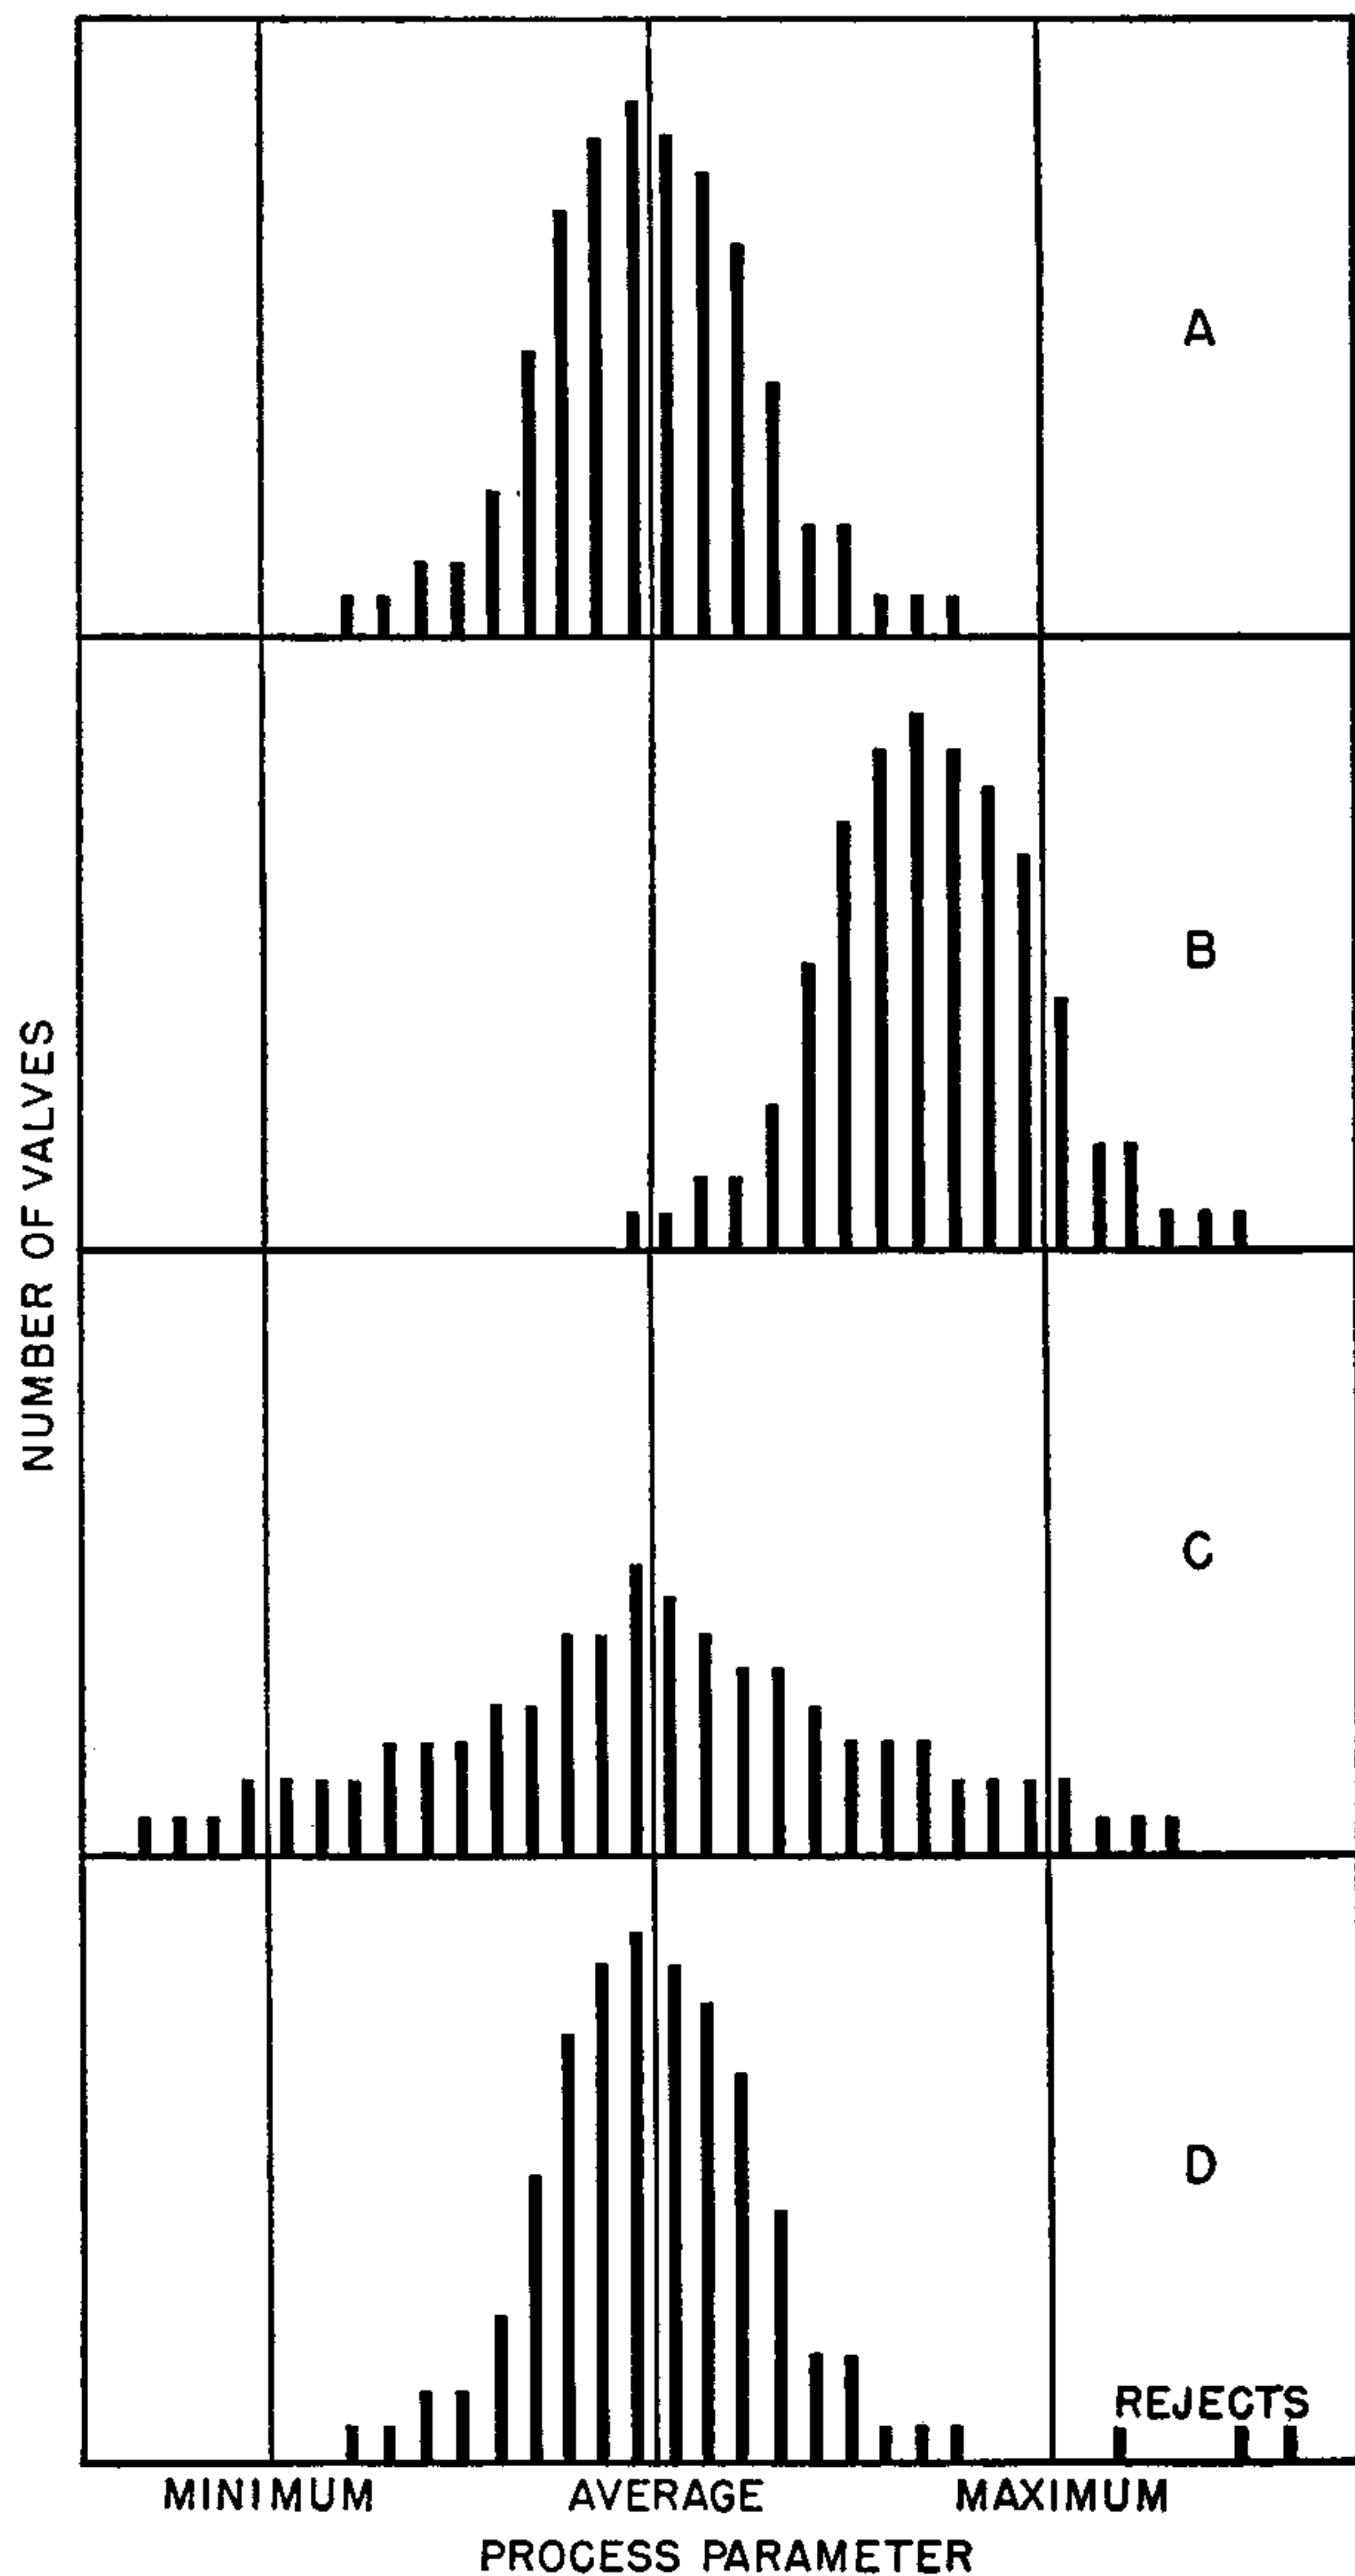 A
B
NUMBER OF VALVES
C
D
REJECTS
MINIMUM AVERAGE MAXIMUM
PROCESS PARAMETER